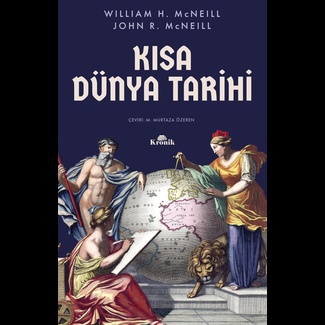 WILLIAM H. McNEILL
JOHN R. McNEILL
KISA
DÜNYA TARİHİ
ÇEVİRİ: M. MURTAZA ÖZEREN
Kronik